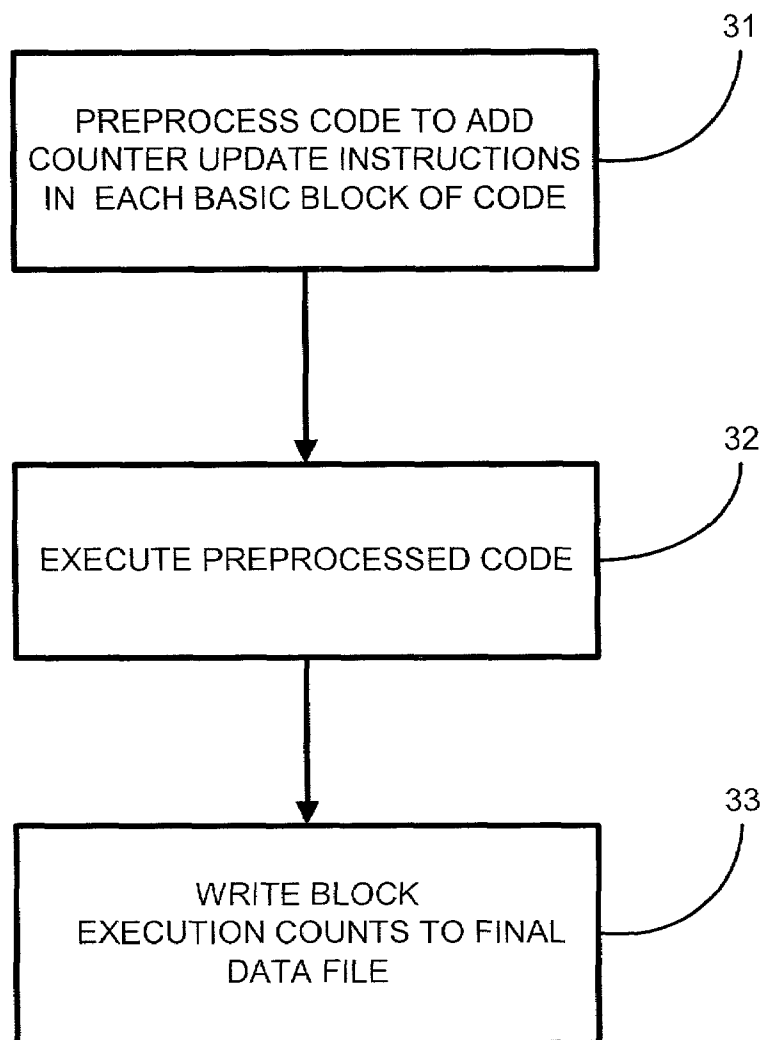 31
PREPROCESS CODE TO ADD
COUNTER UPDATE INSTRUCTIONS
IN EACH BASIC BLOCK OF CODE
32
EXECUTE PREPROCESSED CODE
33
WRITE BLOCK
EXECUTION COUNTS TO FINAL
DATA FILE